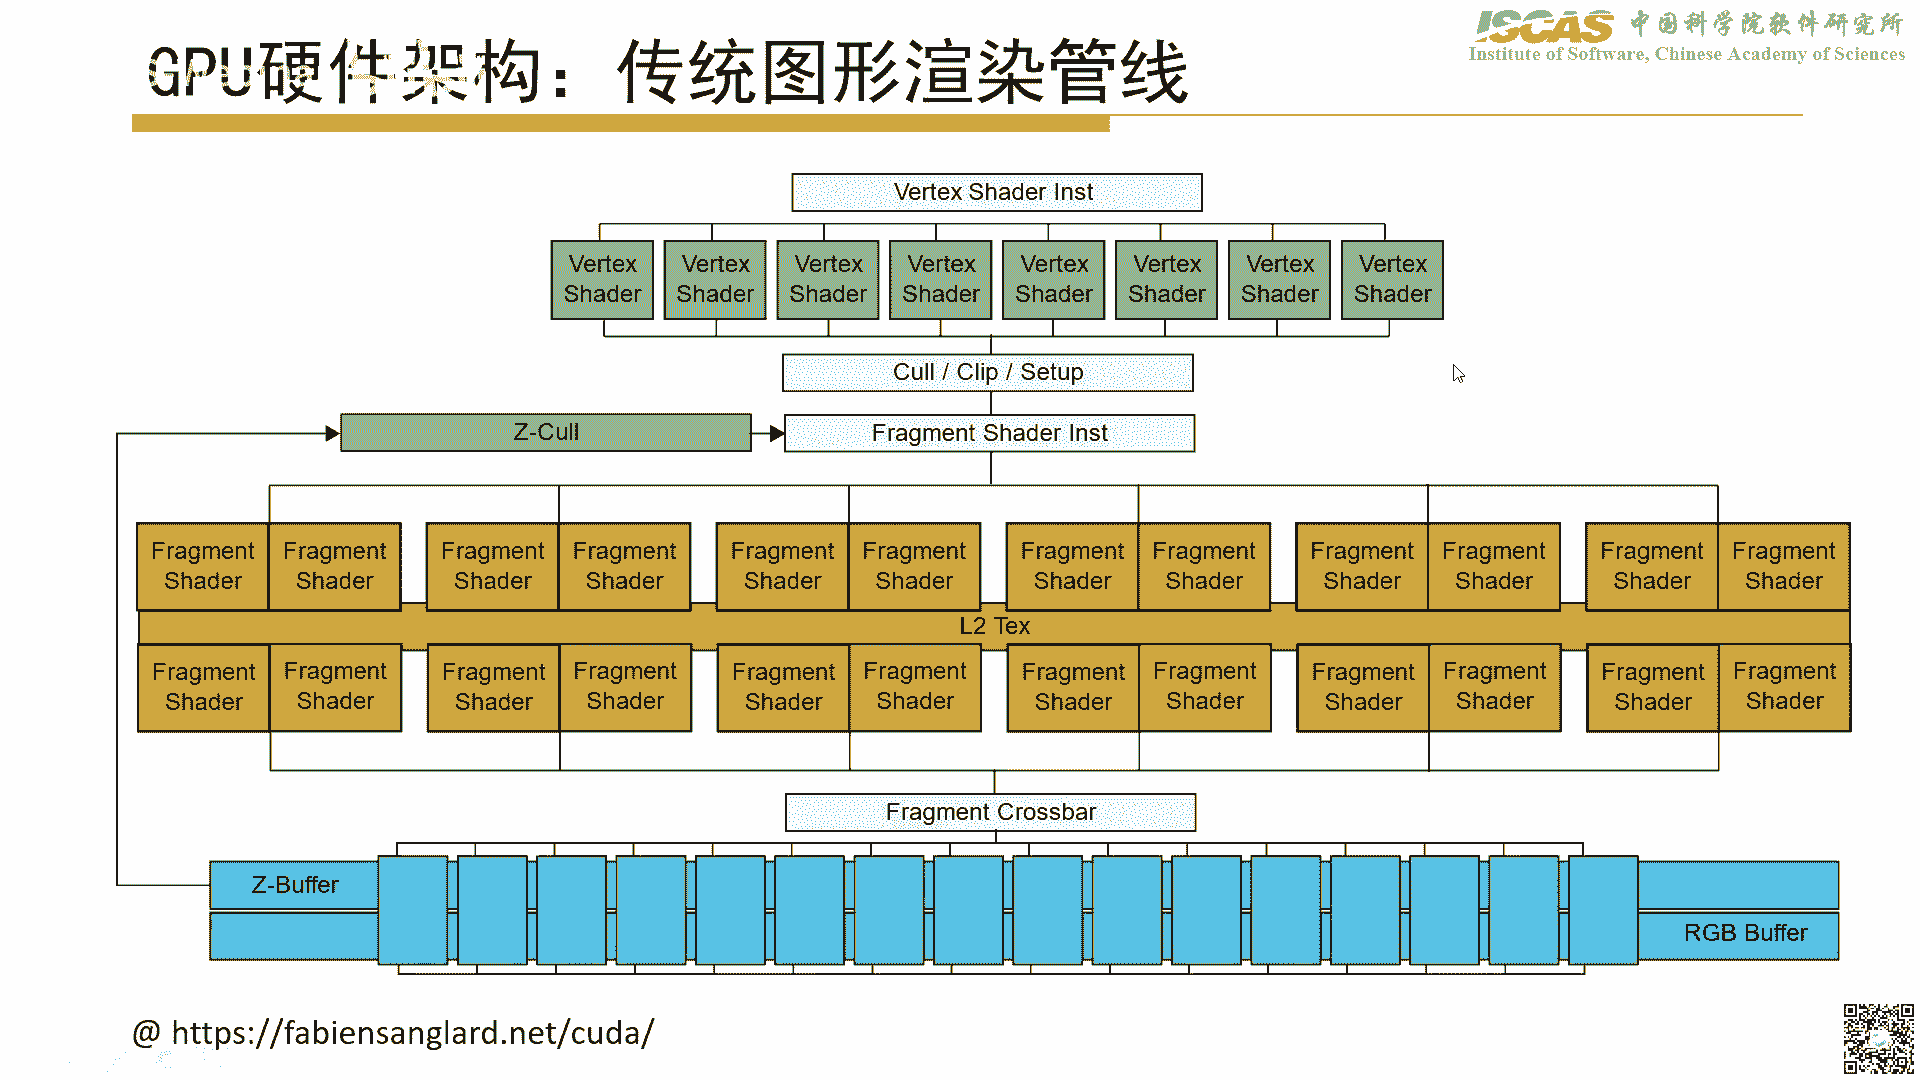 ISCAS 中国科学院软件研究所
Institute of Software, Chinese Academy of Sciences
GPU硬件架构：传统图形渲染管线
Vertex Shader Inst
Vertex Vertex Vertex Vertex Vertex Vertex Vertex Vertex
Shader Shader Shader Shader Shader Shader Shader Shader
Cull / Clip / Setup
Z-Cull
Fragment Shader Inst
Fragment Fragment Fragment Fragment Fragment Fragment Fragment Fragment Fragment Fragment Fragment Fragment
Shader Shader Shader Shader Shader Shader Shader Shader Shader Shader Shader Shader
L2 Tex
Fragment Fragment Fragment Fragment Fragment Fragment Fragment Fragment Fragment Fragment Fragment Fragment
Shader Shader Shader Shader Shader Shader Shader Shader Shader Shader Shader Shader
Fragment Crossbar
Z-Buffer
RGB Buffer
@ https://fabiensanglard.net/cuda/